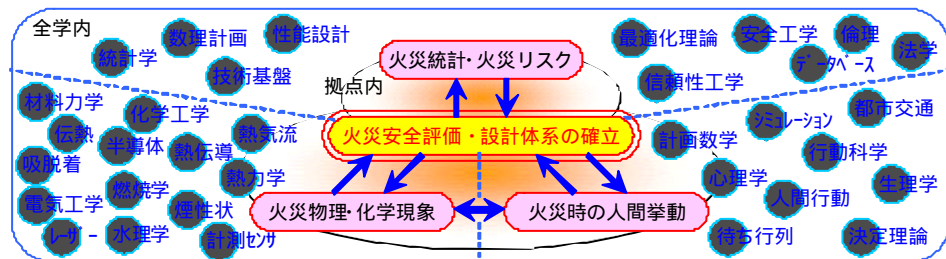 全学内
数理計画
性能設計
統計学
技術基盤
火災統計・火災リスク
拠点内
最適化理論
安全工学
倫理
データベース
法学
信頼性工学
材料力学
化学工学
伝熱
半導体
熱伝導
熱気流
吸脱着
燃焼学
熱力学
電気工学
煙性状
レーザー
水理学
計測センサ
火災安全評価・設計体系の確立
火災物理・化学現象
火災時の人間挙動
都市交通
シミュレーション
計画数学
行動科学
心理学
生理学
人間行動
待ち行列
決定理論